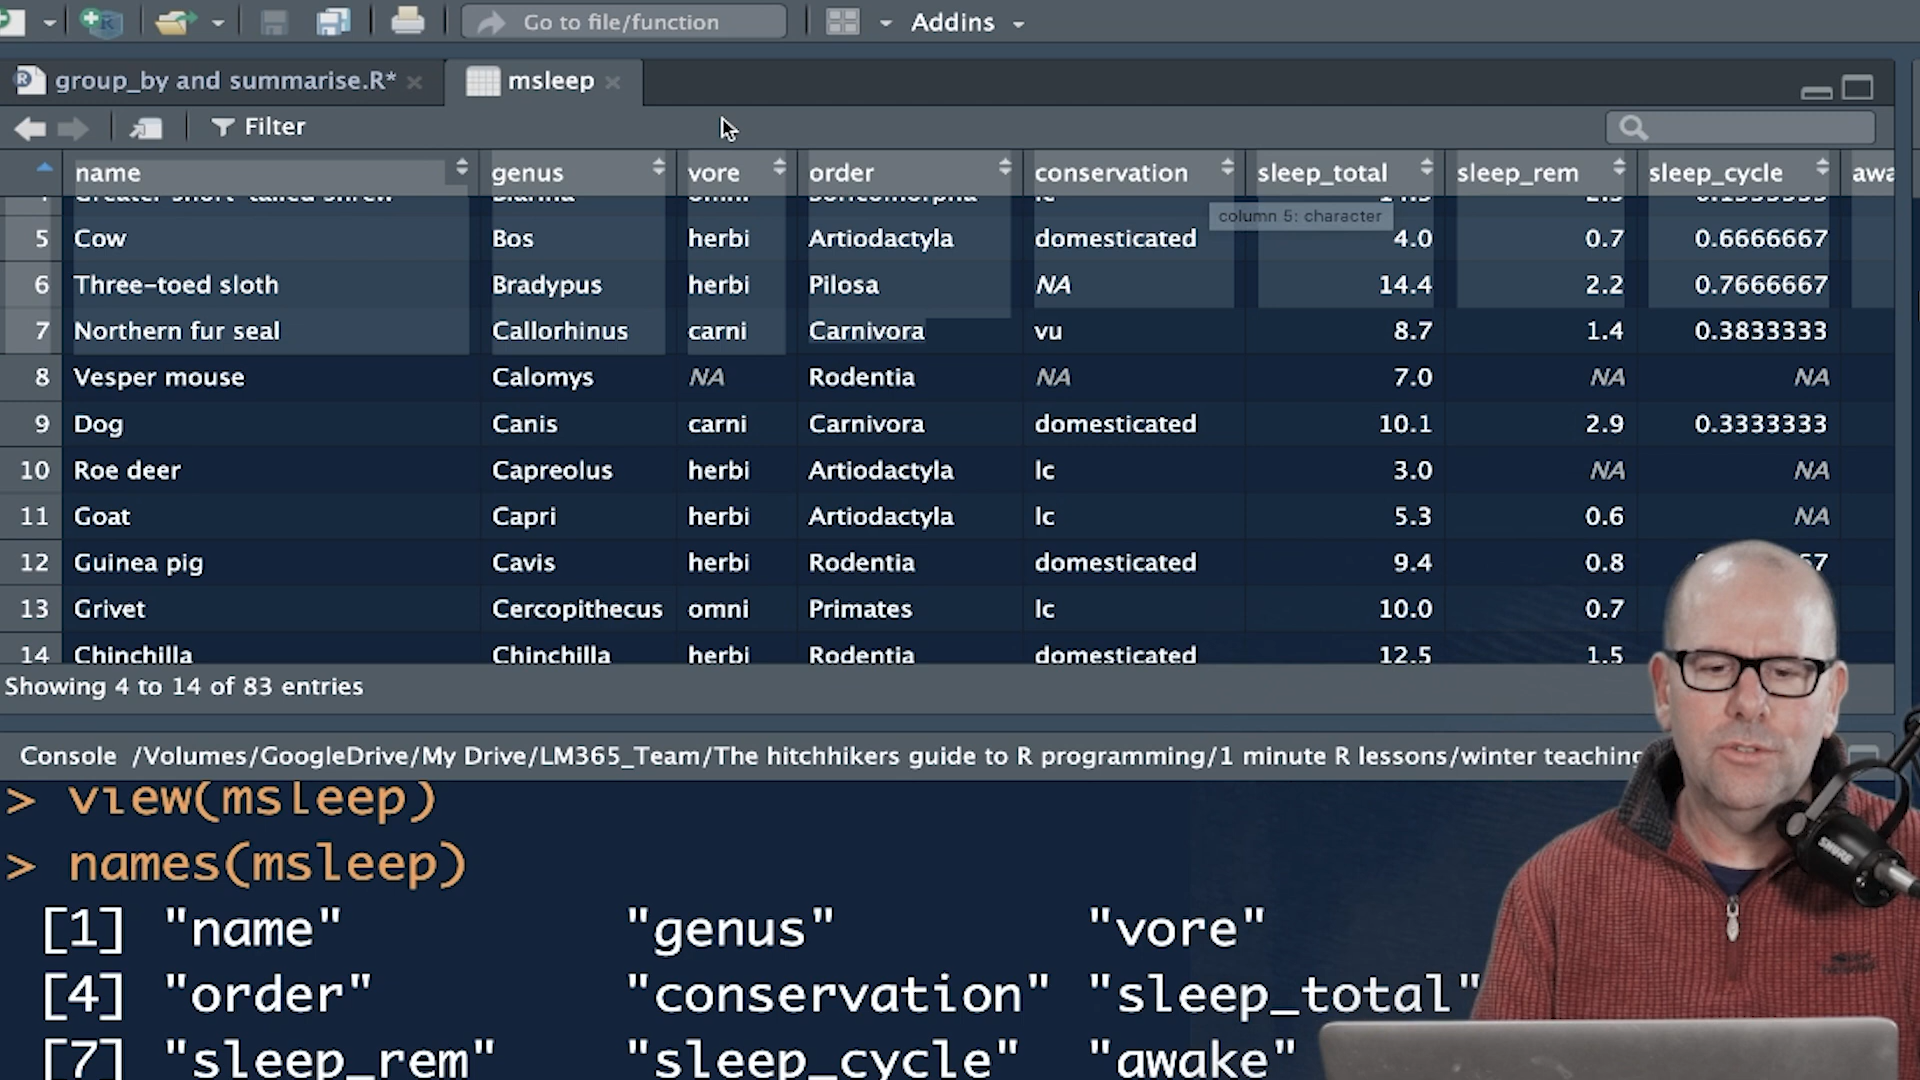 Go to file/function Addins
group_by and summarise.R* msleep
Filter
name genus vore order conservation sleep_total sleep_rem sleep_cycle awa
column 5: character
5 Cow Bos herbi Artiodactyla domesticated 4.0 0.7 0.6666667
6 Three-toed sloth Bradypus herbi Pilosa NA 14.4 2.2 0.7666667
7 Northern fur seal Callorhinus carni Carnivora vu 8.7 1.4 0.3833333
8 Vesper mouse Calomys NA Rodentia NA 7.0 NA NA
9 Dog Canis carni Carnivora domesticated 10.1 2.9 0.3333333
10 Roe deer Capreolus herbi Artiodactyla lc 3.0 NA NA
11 Goat Capri herbi Artiodactyla lc 5.3 0.6 NA
12 Guinea pig Cavis herbi Rodentia domesticated 9.4 0.8
13 Grivet Cercopithecus omni Primates lc 10.0 0.7
14 Chinchilla Chinchilla herbi Rodentia domesticated 12.5 1.5
Showing 4 to 14 of 83 entries
Console /Volumes/GoogleDrive/My Drive/LM365_Team/The hitchhikers guide to R programming/1 minute R lessons/winter teaching
> view(msleep)
> names(msleep)
[1] "name" "genus" "vore"
[4] "order" "conservation" "sleep_total"
[7] "sleep_rem" "sleep_cycle" "awake"
SHURE